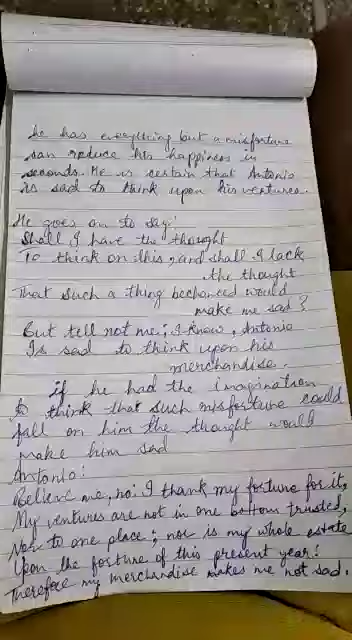 he has everything but a misfortune
can reduce his happiness in
seconds. He is certain that Antonio
is sad to think upon his ventures.
He goes on to say:
Shall I have the thought
To think on this; and shall I lack
the thought
That such a thing bechanced would
make me sad?
But tell not me; I know, Antonio
Is sad to think upon his
merchandise.
if he had the imagination
to think that such misfortune could
fall on him the thought would
make him sad
Antonio:
Believe me, no: I thank my fortune for it,
My ventures are not in one bottom trusted,
Nor to one place; nor is my whole estate
Upon the fortune of this present year:
Therefore my merchandise makes me not sad.